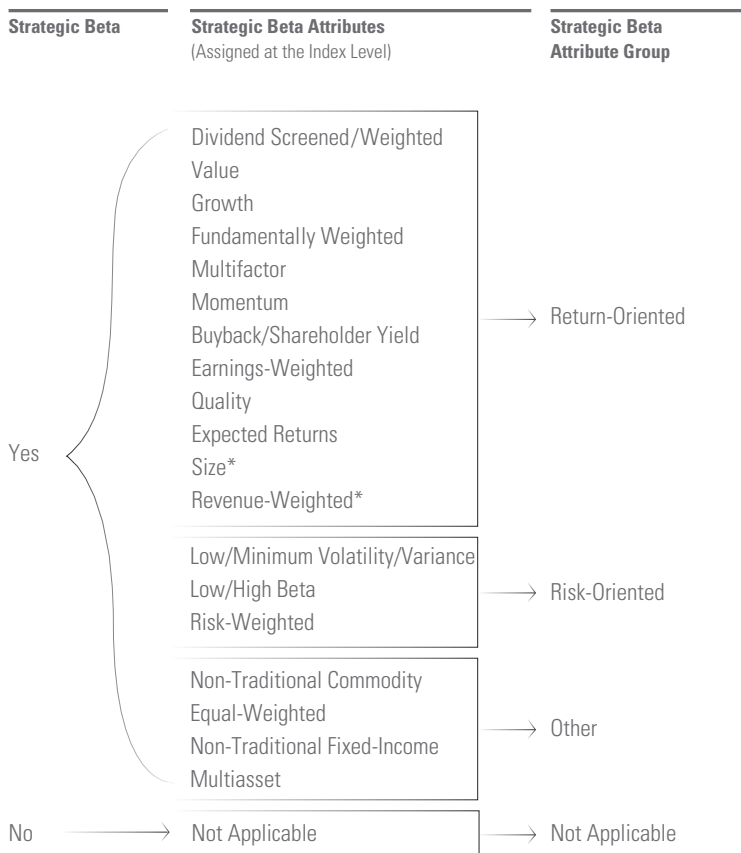 Strategic Beta
Strategic Beta Attributes
(Assigned at the Index Level)
Strategic Beta
Attribute Group
Yes
Dividend Screened/Weighted
Value
Growth
Fundamentally Weighted
Multifactor
Momentum
Buyback/Shareholder Yield
Earnings-Weighted
Quality
Expected Returns
Size*
Revenue-Weighted*
Return-Oriented
Low/Minimum Volatility/Variance
Low/High Beta
Risk-Weighted
Risk-Oriented
Non-Traditional Commodity
Equal-Weighted
Non-Traditional Fixed-Income
Multiasset
Other
No
Not Applicable
Not Applicable